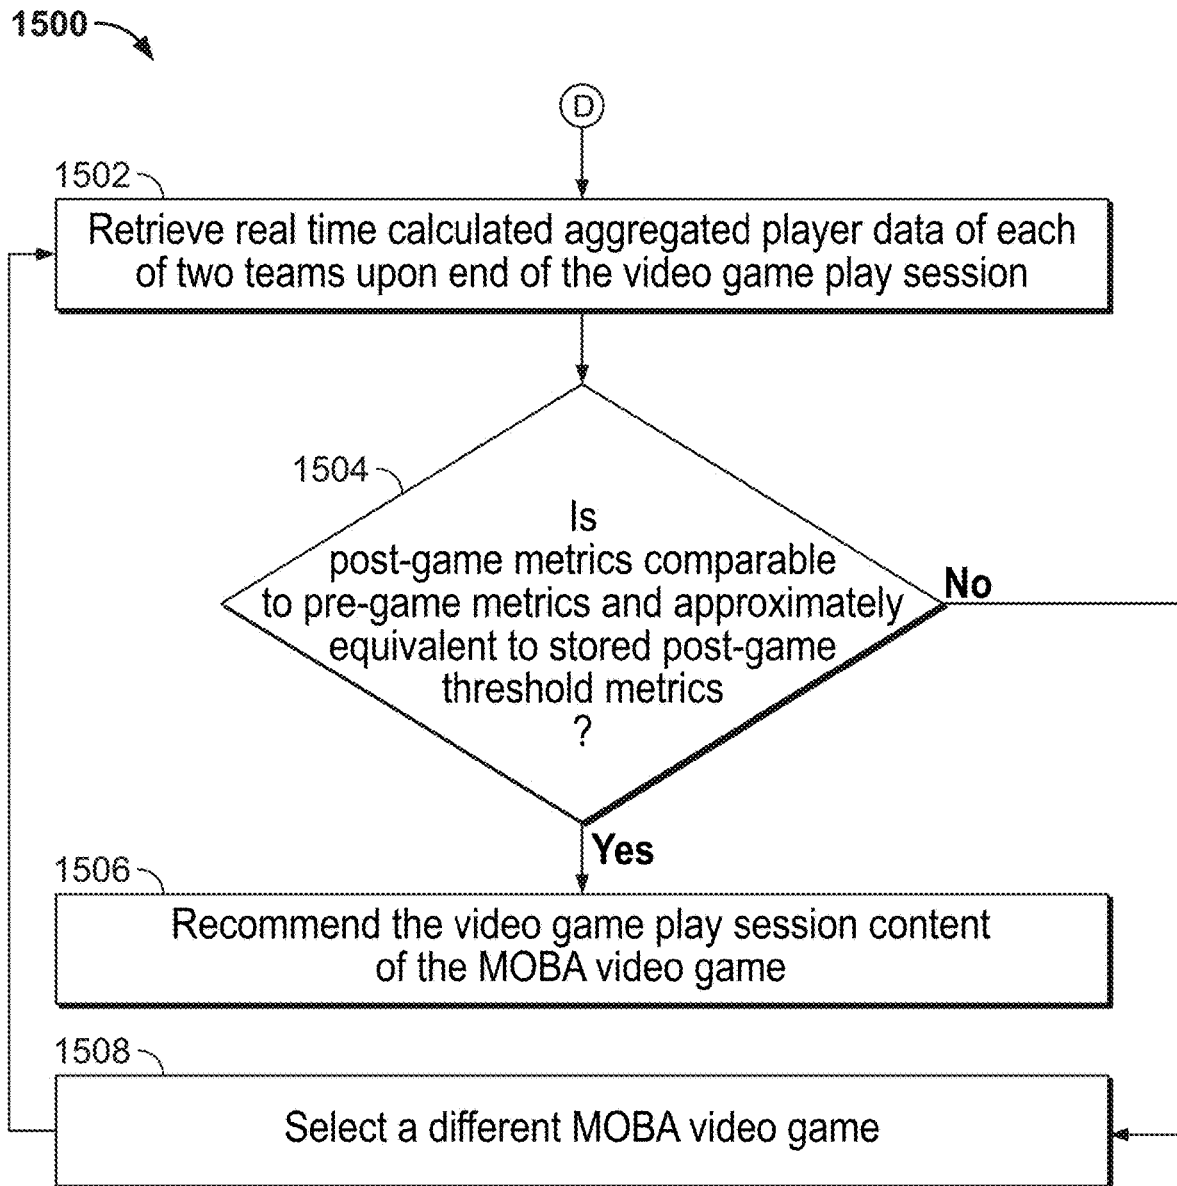 1500
D
1502
Retrieve real time calculated aggregated player data of each
of two teams upon end of the video game play session
1504
Is
post-game metrics comparable
to pre-game metrics and approximately
equivalent to stored post-game
threshold metrics
?
No
Yes
1506
Recommend the video game play session content
of the MOBA video game
1508
Select a different MOBA video game